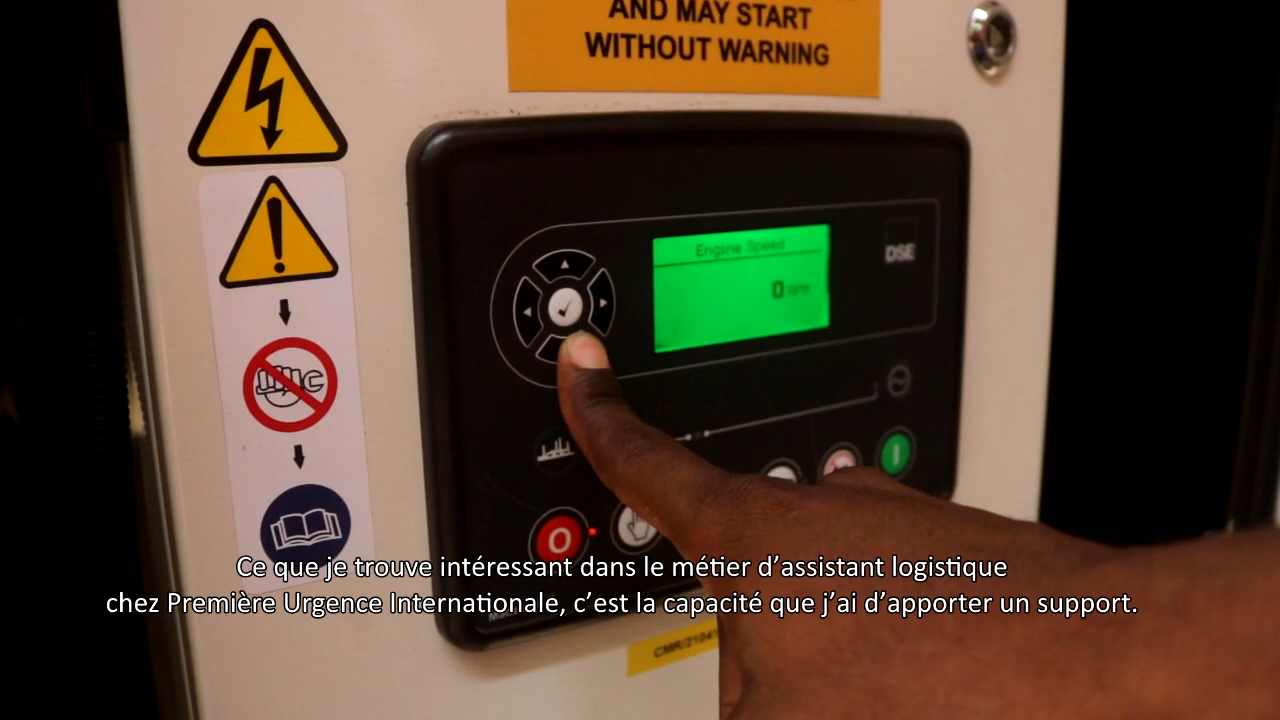 AND MAY START
WITHOUT WARNING
Engine Speed
0 RPM
DSE
Ce que je trouve intéressant dans le métier d’assistant logistique
chez Première Urgence Internationale, c’est la capacité que j’ai d’apporter un support.